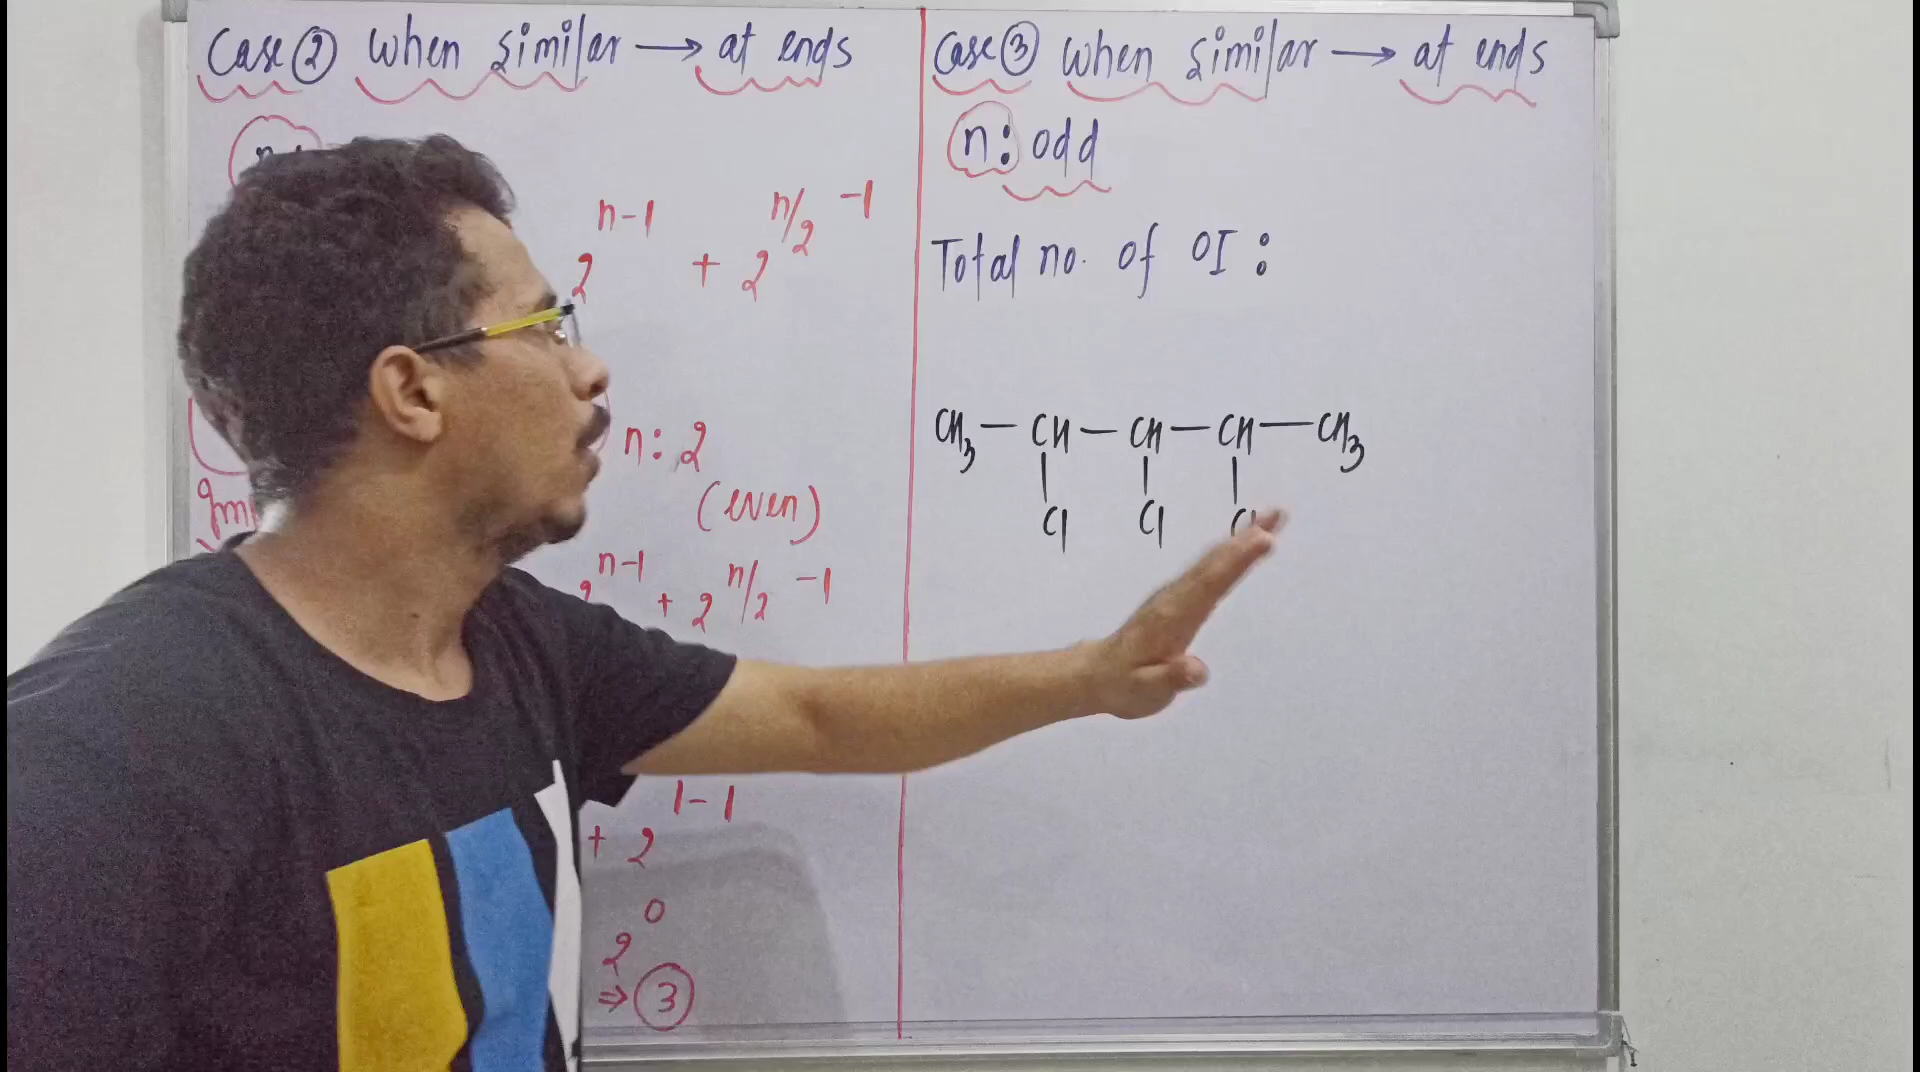 Case ② When similar → at ends
2^(n-1) + 2^(n/2 -1)
n: 2
(even)
2^(n-1) + 2^(n/2 -1)
+ 2^(1-1)
2^0
⇒ 3
Case ③ When similar → at ends
n: odd
Total no. of OI :
CH₃ — CH — CH — CH — CH₃
Cl Cl Cl